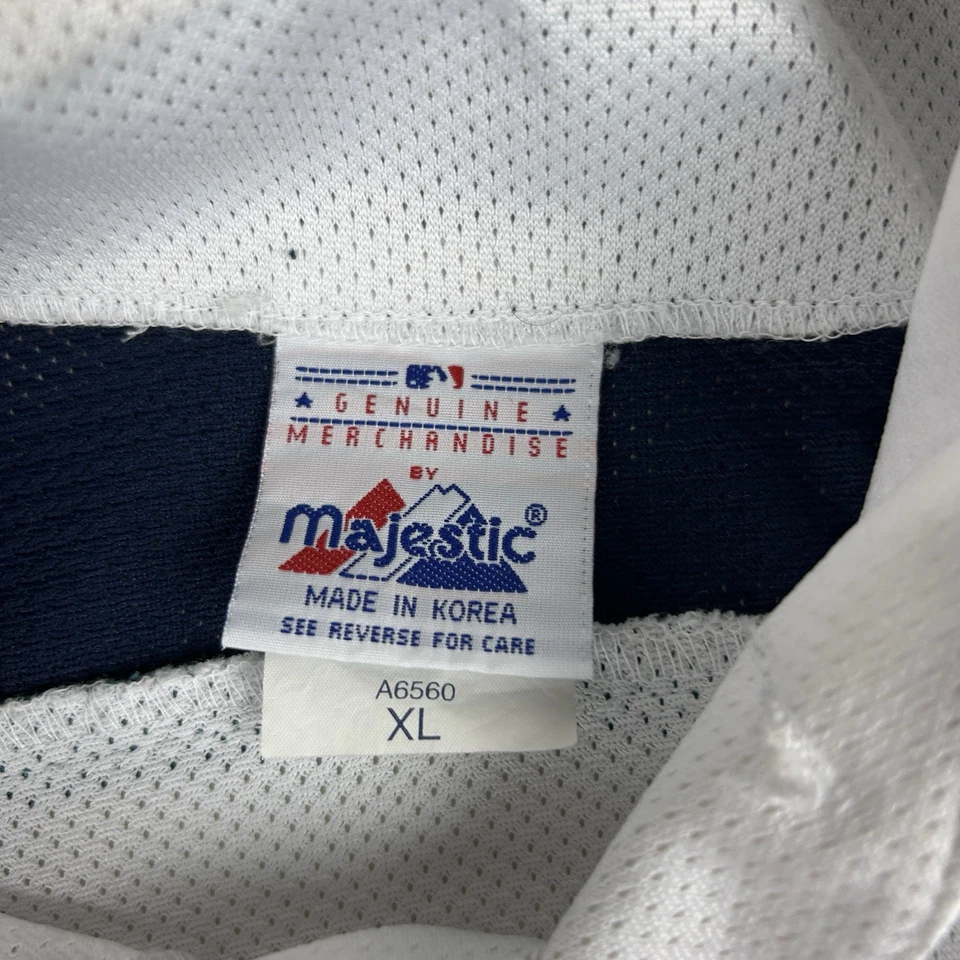 GENUINE
MERCHANDISE
BY
Majestic®
MADE IN KOREA
SEE REVERSE FOR CARE
A6560
XL